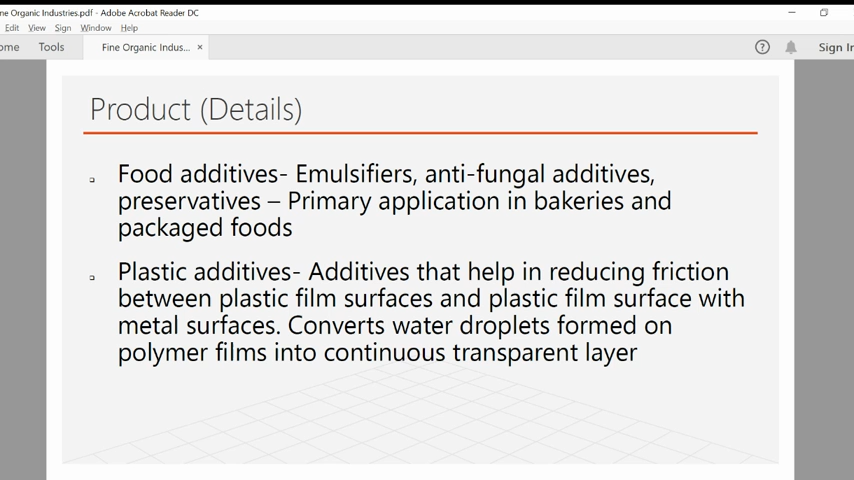 ne Organic Industries.pdf - Adobe Acrobat Reader DC
Edit View Sign Window Help
ome Tools Fine Organic Indus... × ? Sign In
Product (Details)
Food additives- Emulsifiers, anti-fungal additives,
preservatives – Primary application in bakeries and
packaged foods
Plastic additives- Additives that help in reducing friction
between plastic film surfaces and plastic film surface with
metal surfaces. Converts water droplets formed on
polymer films into continuous transparent layer